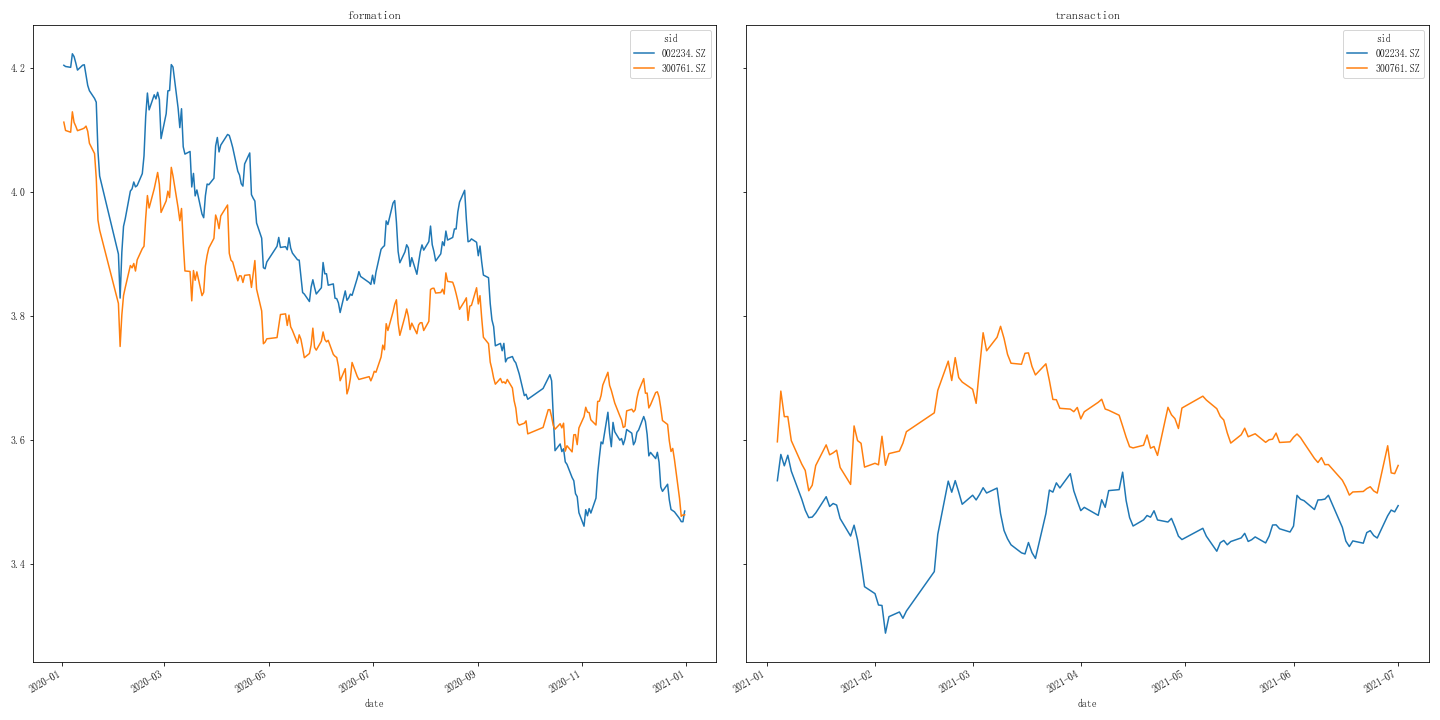 formation
sid
002234.SZ
300761.SZ
4.2
4.0
3.8
3.6
3.4
2020-01
2020-03
2020-05
2020-07
2020-09
2020-11
2021-01
date
transaction
sid
002234.SZ
300761.SZ
2021-01
2021-02
2021-03
2021-04
2021-05
2021-06
2021-07
date